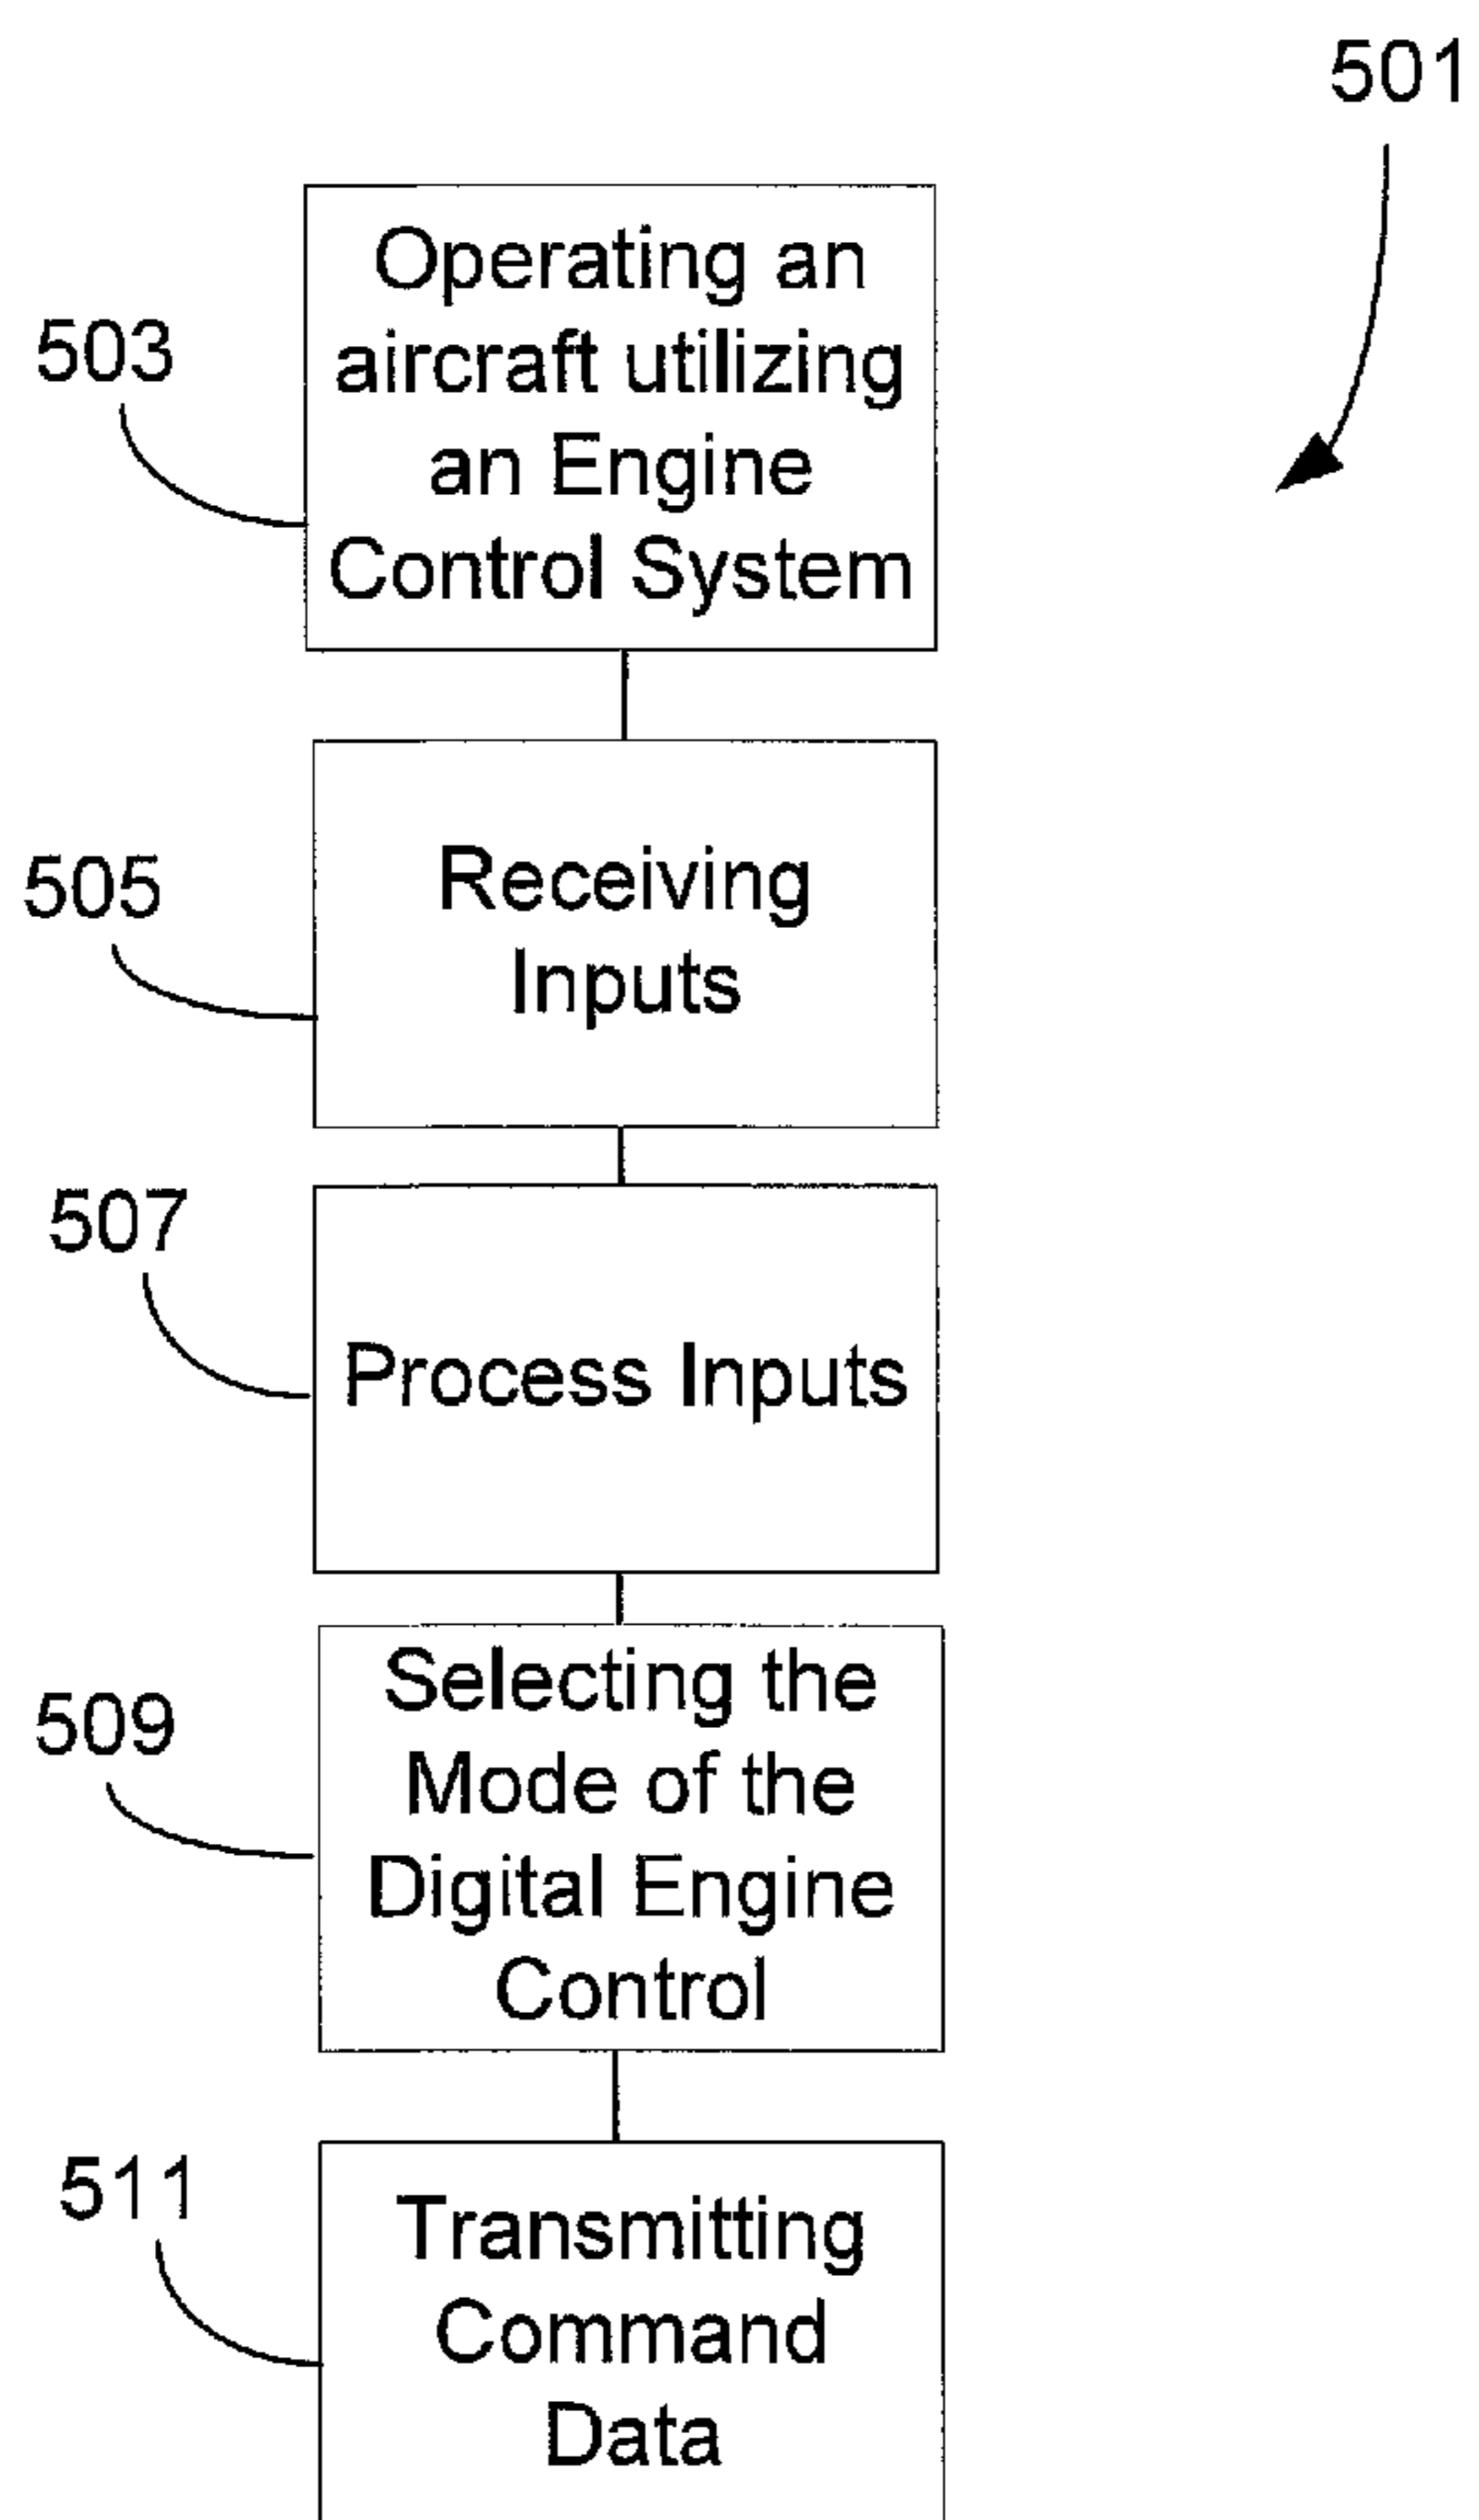 501
503
Operating an
aircraft utilizing
an Engine
Control System
505
Receiving
Inputs
507
Process Inputs
509
Selecting the
Mode of the
Digital Engine
Control
511
Transmitting
Command
Data